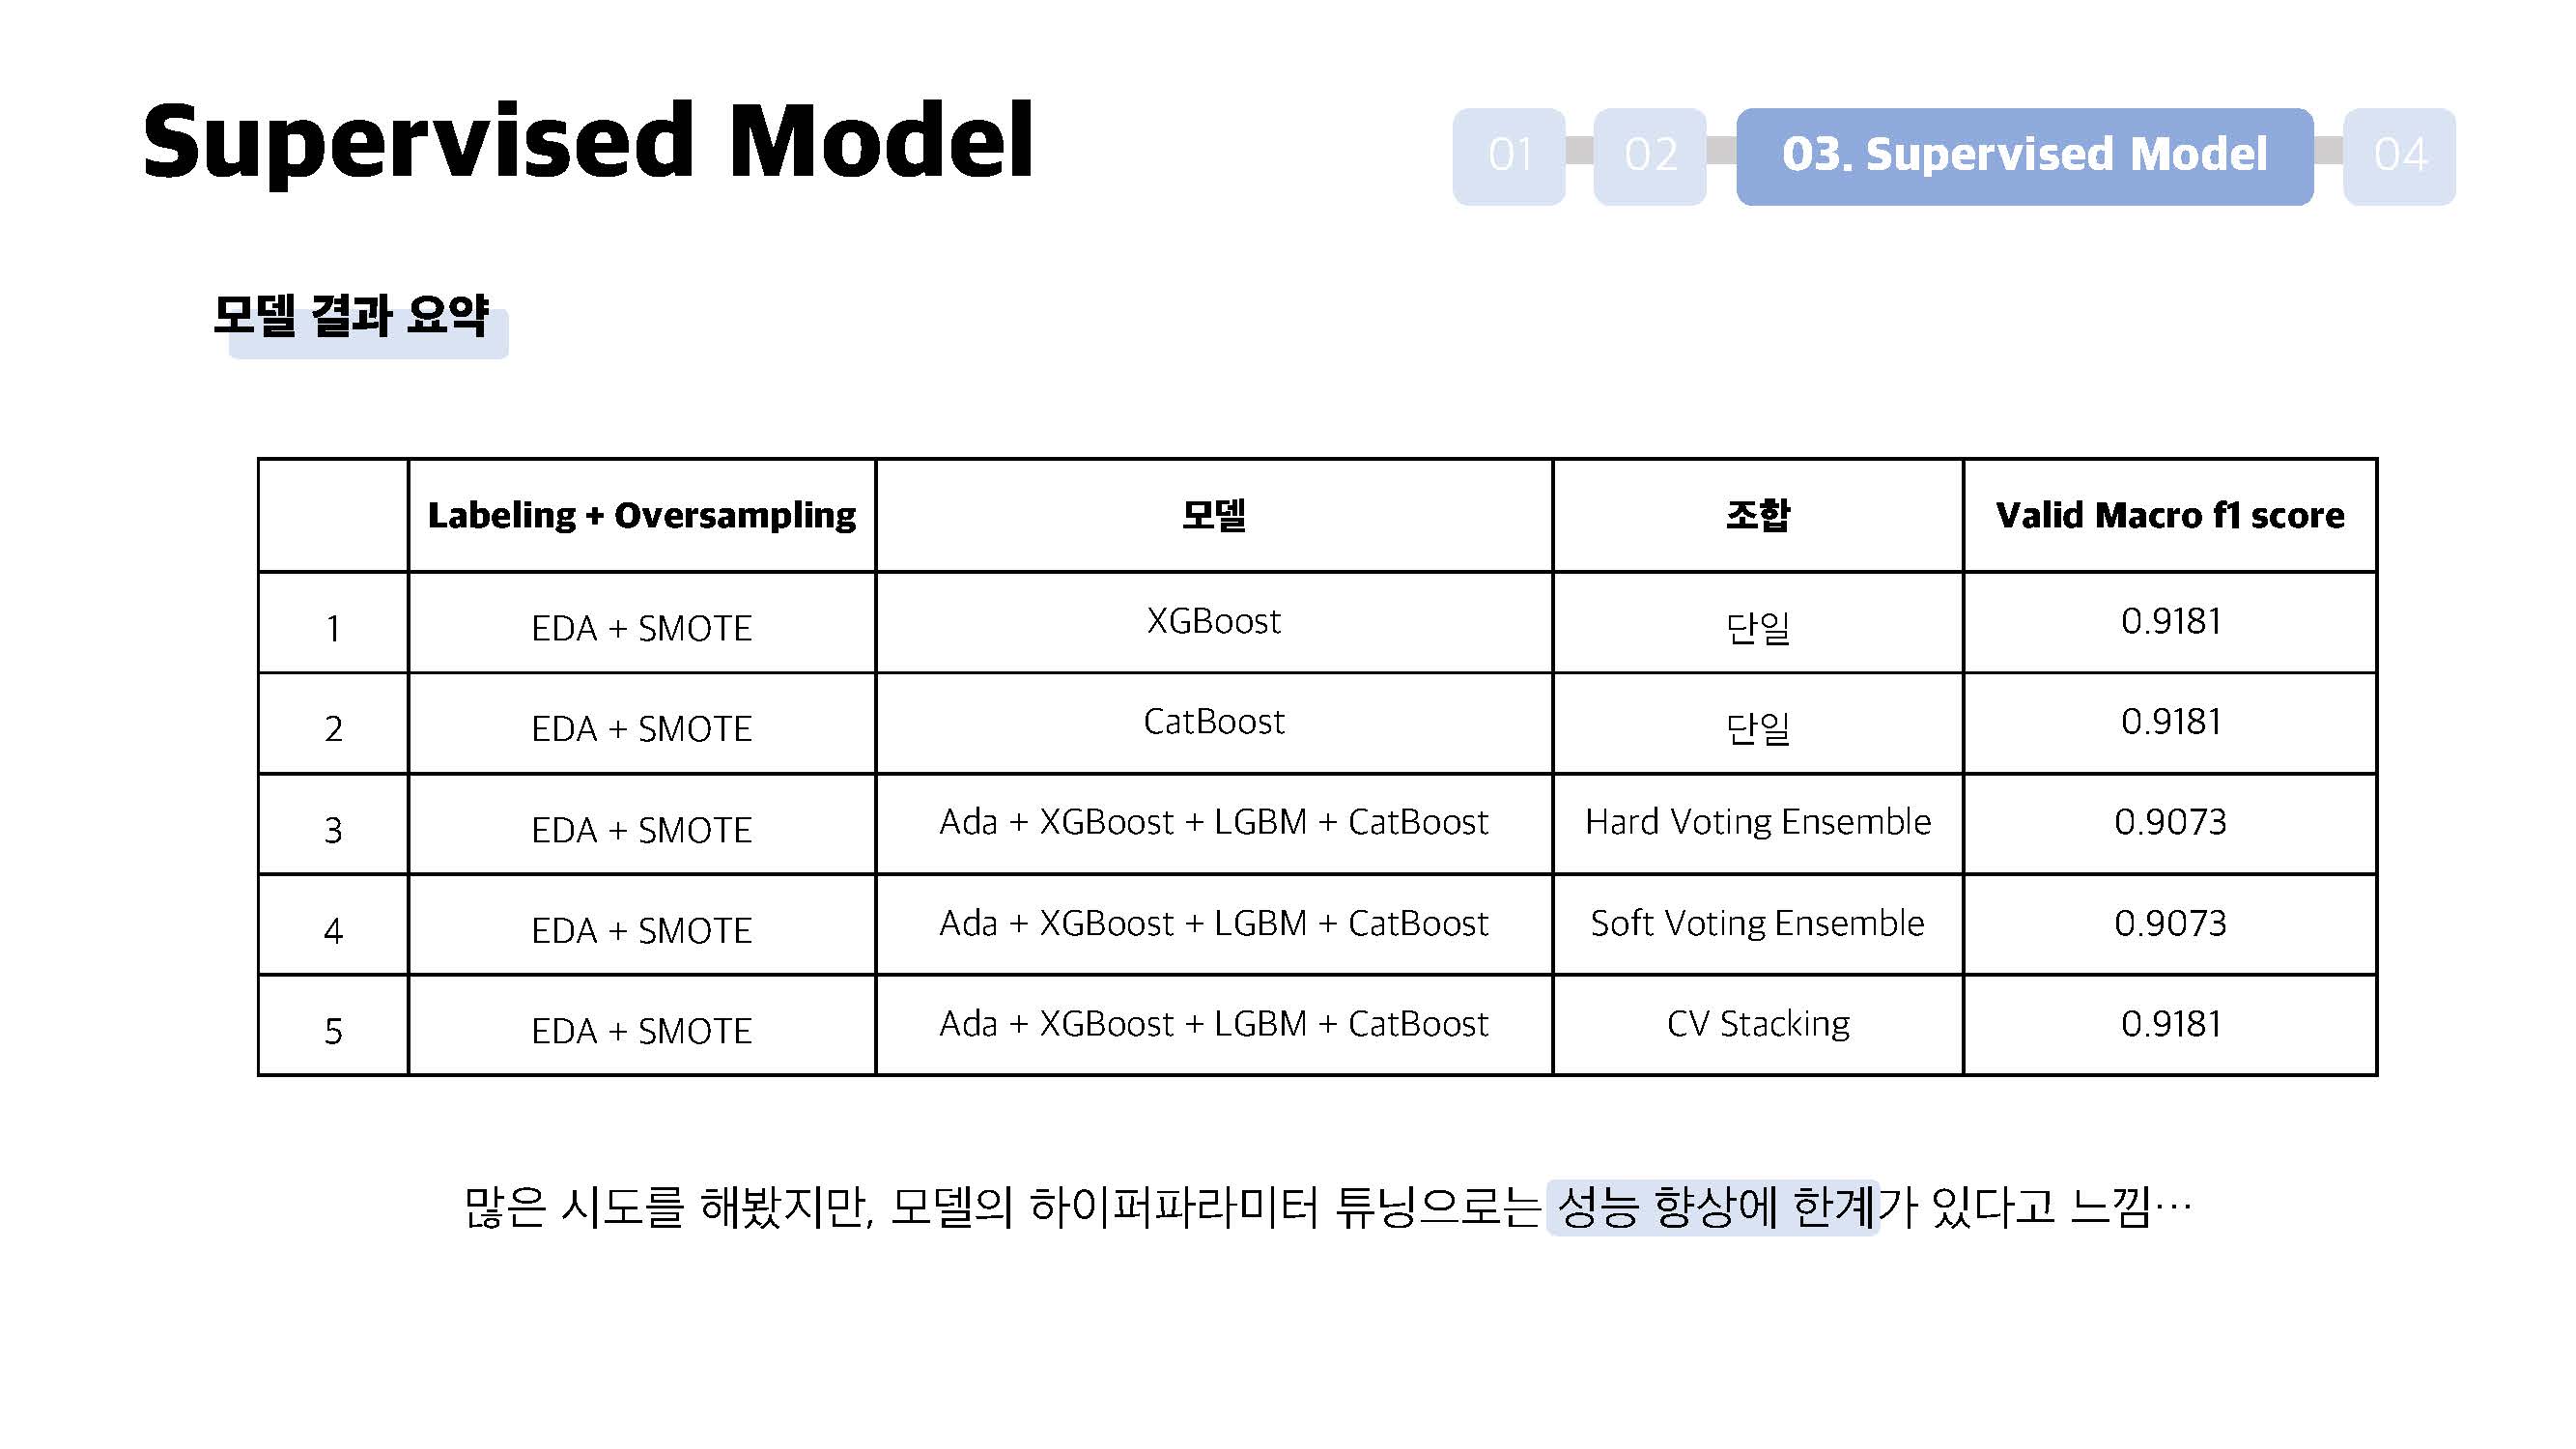 Supervised Model
01 02 03. Supervised Model 04
모델 결과 요약
Labeling + Oversampling 모델 조합 Valid Macro f1 score
1 EDA + SMOTE XGBoost 단일 0.9181
2 EDA + SMOTE CatBoost 단일 0.9181
3 EDA + SMOTE Ada + XGBoost + LGBM + CatBoost Hard Voting Ensemble 0.9073
4 EDA + SMOTE Ada + XGBoost + LGBM + CatBoost Soft Voting Ensemble 0.9073
5 EDA + SMOTE Ada + XGBoost + LGBM + CatBoost CV Stacking 0.9181
많은 시도를 해봤지만, 모델의 하이퍼파라미터 튜닝으로는 성능 향상에 한계가 있다고 느낌…